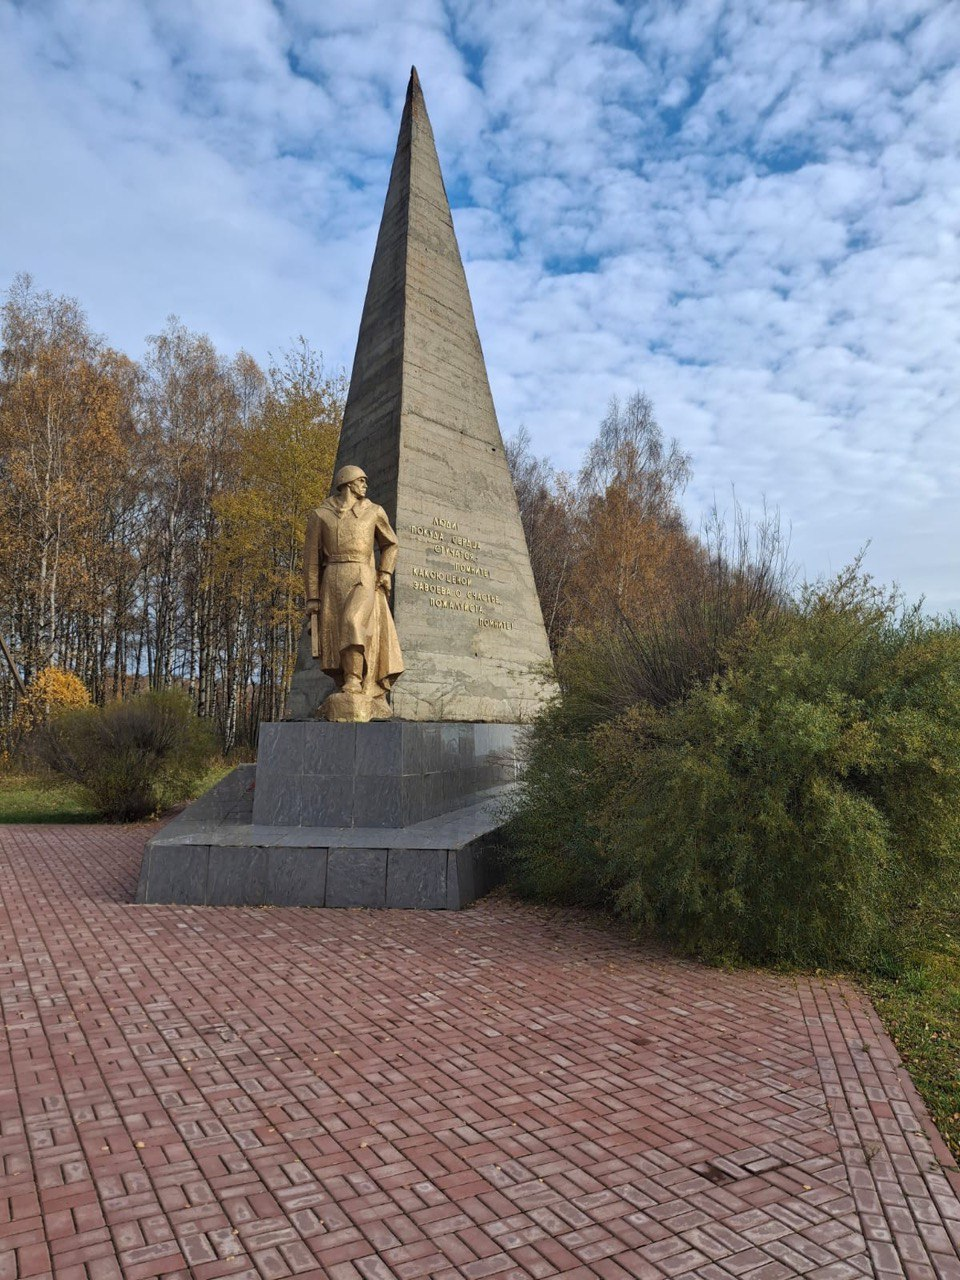 ЛЮДИ
ПОКУДА СЕРДЦА
СТУЧАТСЯ,
ПОМНИТЕ!
КАКОЮ ЦЕНОЙ
ЗАВОЕВАНО СЧАСТЬЕ,
ПОЖАЛУЙСТА,
ПОМНИТЕ!